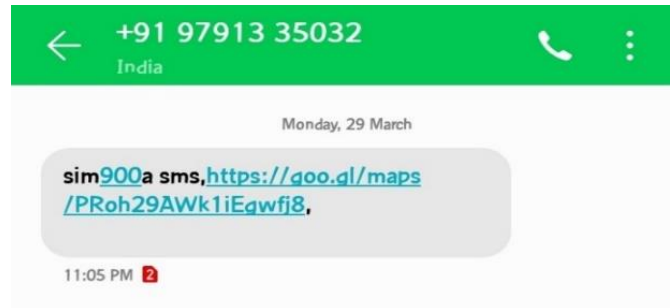 +91 97913 35032
India
Monday, 29 March
sim900a sms,https://goo.gl/maps
/PRoh29AWk1iEgwfj8,
11:05 PM 2